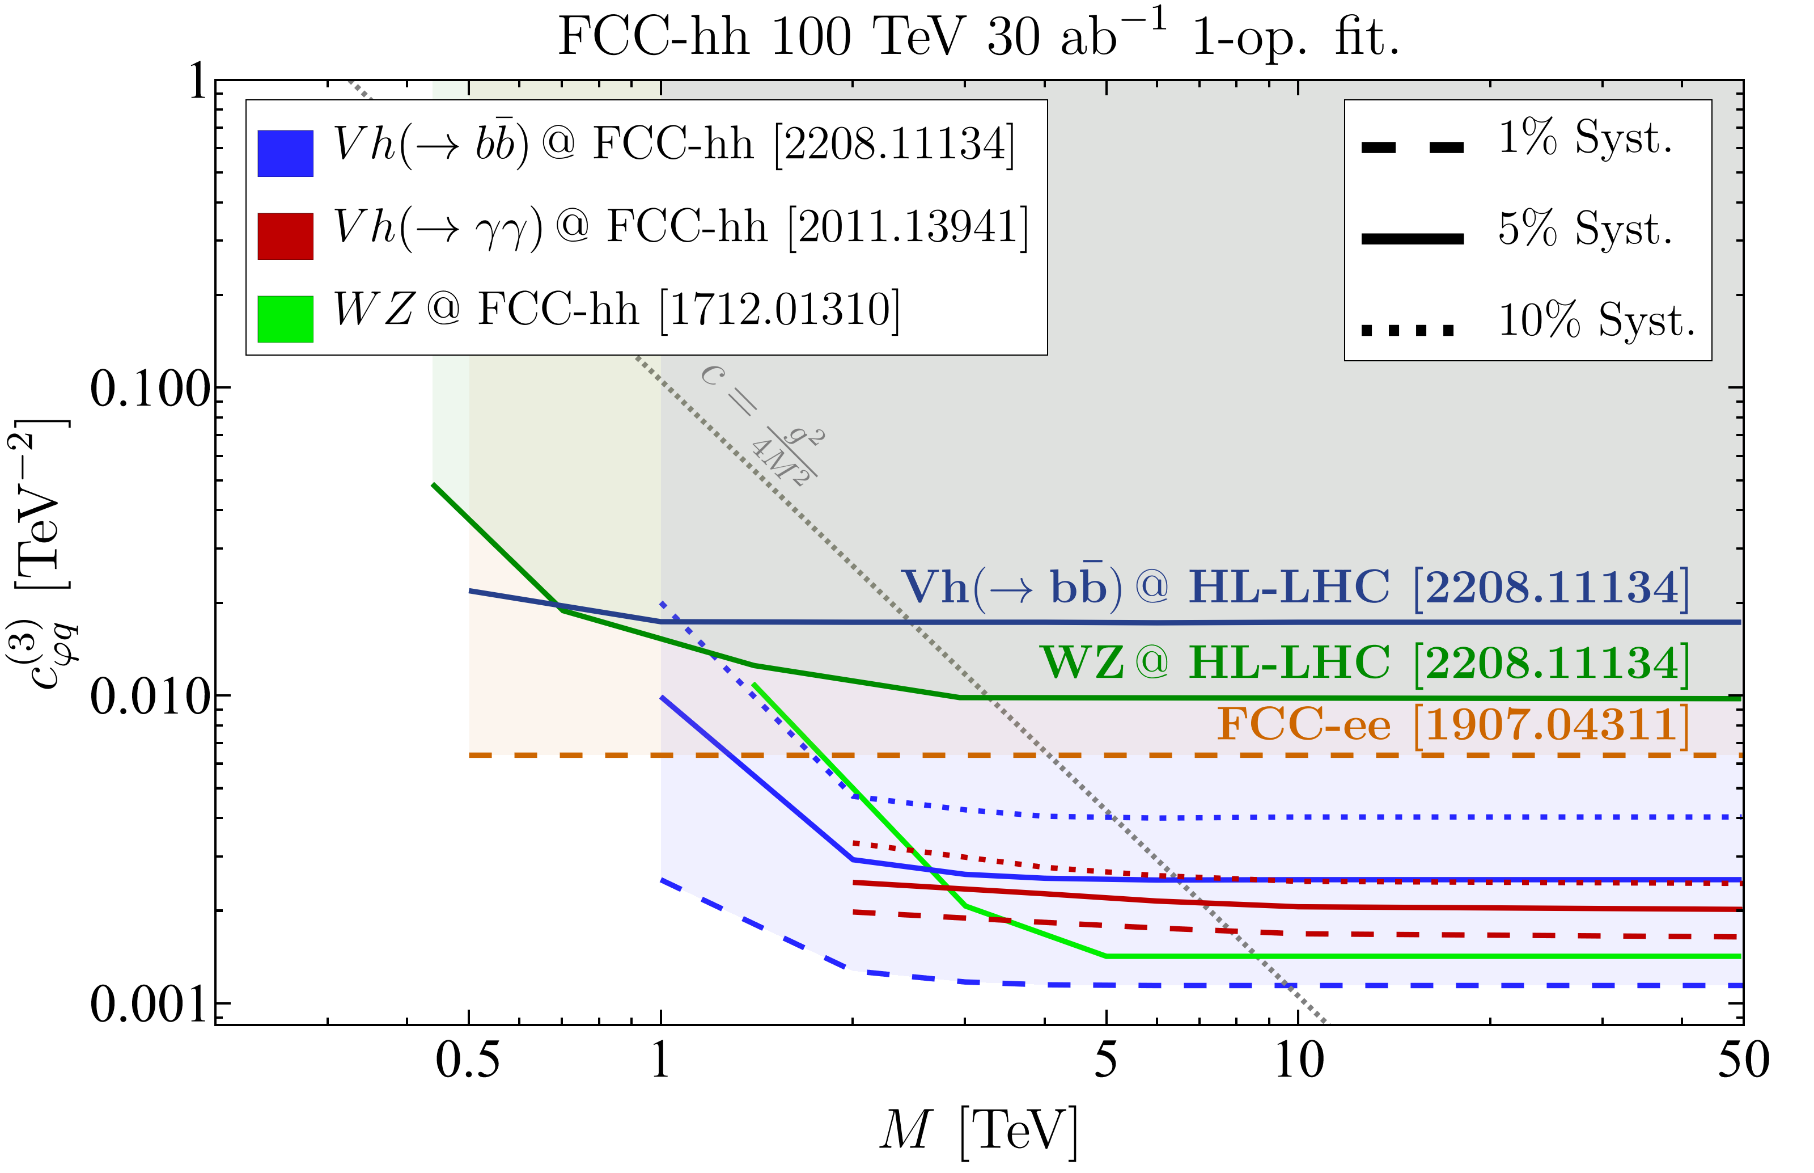 FCC-hh 100 TeV 30 ab⁻¹ 1-op. fit.
Vh(→ bb̄) @ FCC-hh [2208.11134]
Vh(→ γγ) @ FCC-hh [2011.13941]
WZ @ FCC-hh [1712.01310]
1% Syst.
5% Syst.
10% Syst.
1
0.100
0.010
0.001
c_{φq}^{(3)} [TeV⁻²]
c = g²/4M²
Vh(→ bb̄) @ HL-LHC [2208.11134]
WZ @ HL-LHC [2208.11134]
FCC-ee [1907.04311]
0.5 1 5 10 50
M [TeV]